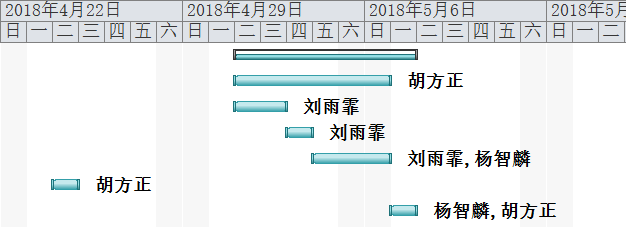 2018年4月22日 2018年4月29日 2018年5月6日 2018年5月
日 一 二 三 四 五 六 日 一 二 三 四 五 六 日 一 二 三 四 五 六 日 一 二
胡方正
刘雨霏
刘雨霏
刘雨霏,杨智麟
胡方正
杨智麟,胡方正